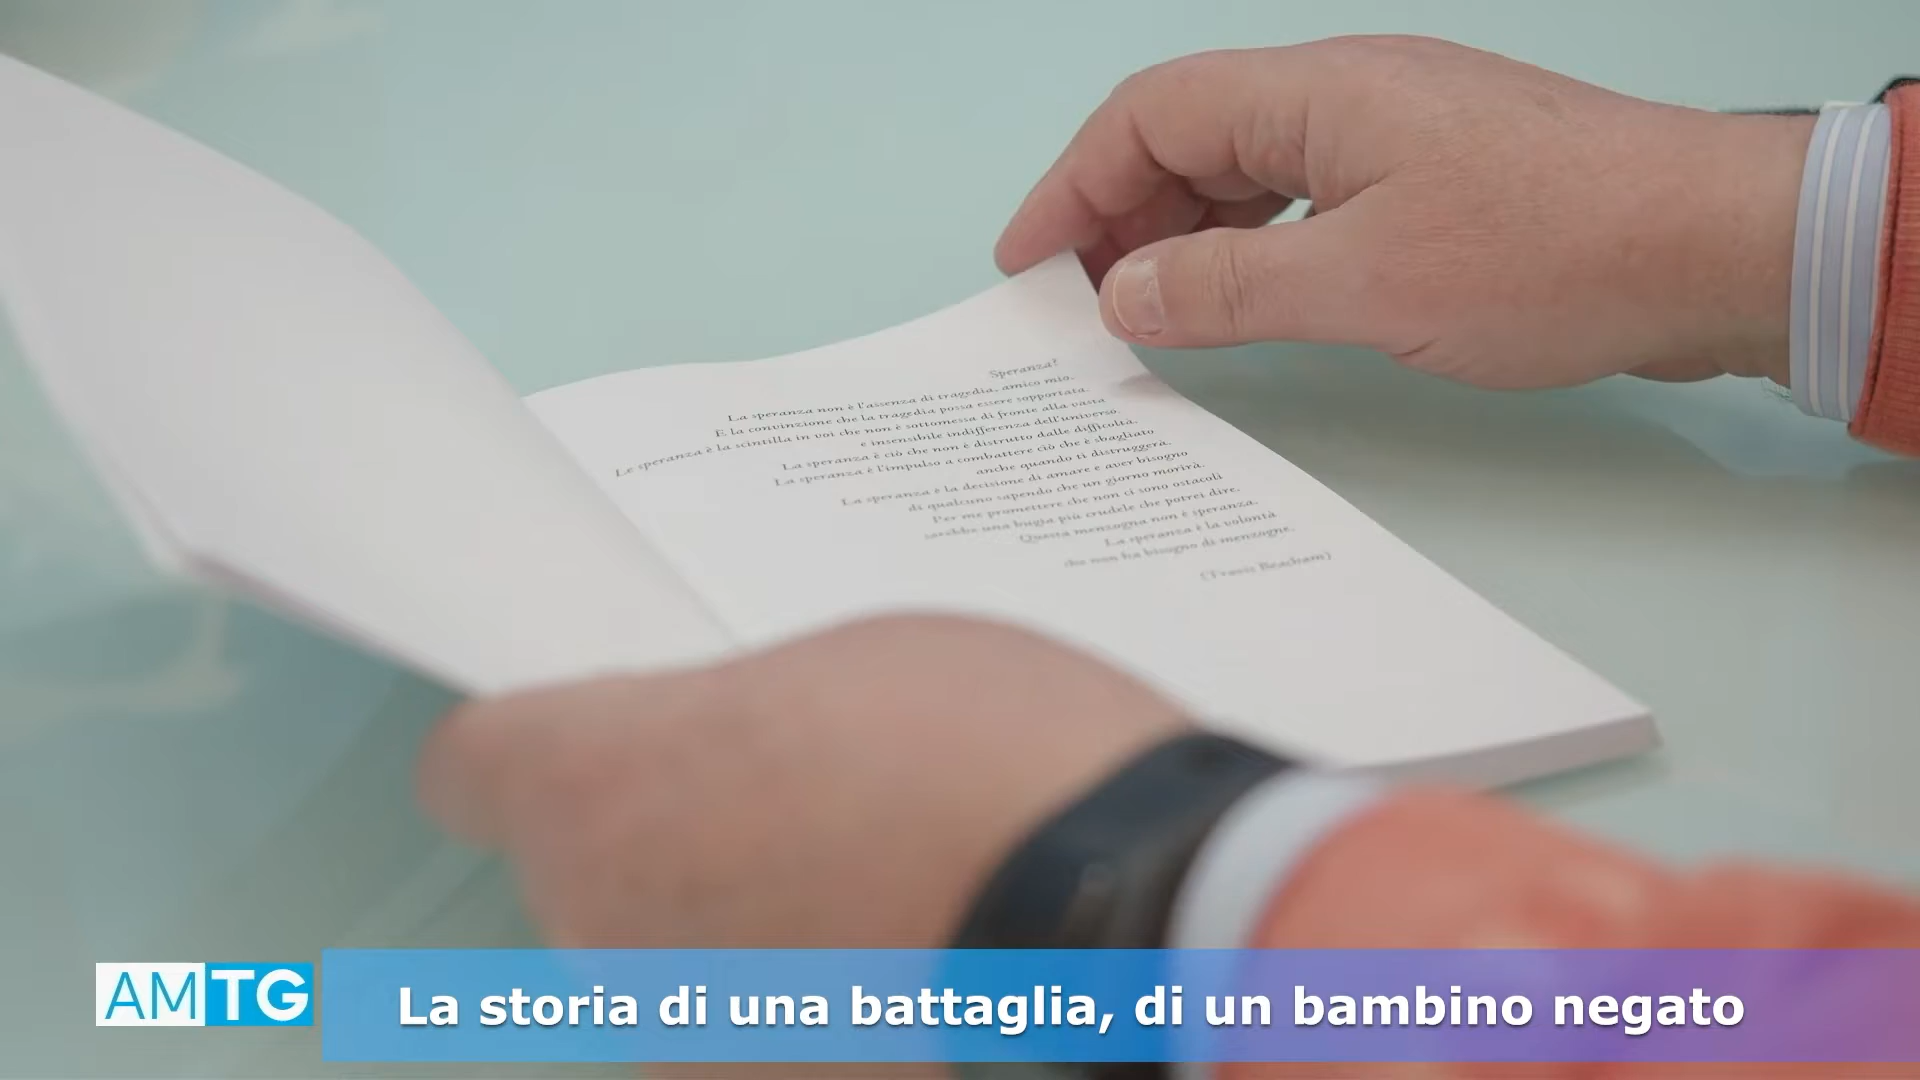 Speranza?
La speranza non è l'assenza di tragedia, amico mio.
E la convinzione che la tragedia possa essere sopportata.
Le speranza è la scintilla in voi che non è sottomessa di fronte alla vasta
e insensibile indifferenza dell'universo.
La speranza è ciò che non è distrutto dalle difficoltà.
La speranza è l'impulso a combattere ciò che è sbagliato
anche quando ti distruggerà.
La speranza è la decisione di amare e aver bisogno
di qualcuno sapendo che un giorno morirà.
Per me promettere che non ci sono ostacoli
sarebbe una bugia più crudele che potrei dire.
Questa menzogna non è speranza.
La speranza è la volontà
che non ha bisogno di menzogne.
(Travis Beacham)
AMTG
La storia di una battaglia, di un bambino negato